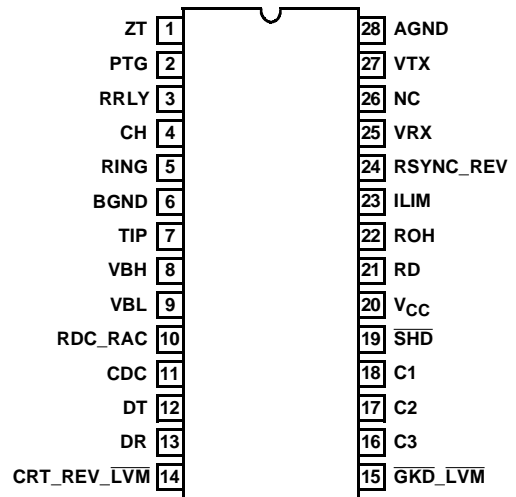 ZT 1 28 AGND
PTG 2 27 VTX
RRLY 3 26 NC
CH 4 25 VRX
RING 5 24 RSYNC_REV
BGND 6 23 ILIM
TIP 7 22 ROH
VBH 8 21 RD
VBL 9 20 VCC
RDC_RAC 10 19 SHD
CDC 11 18 C1
DT 12 17 C2
DR 13 16 C3
CRT_REV_LVM 14 15 GKD_LVM